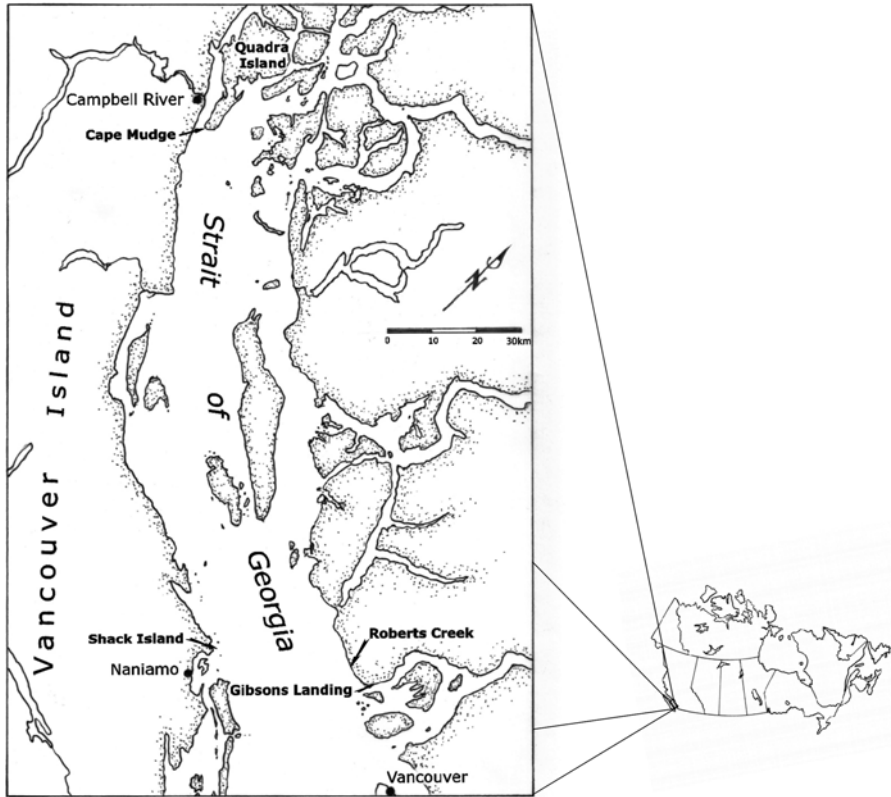 Quadra
Island
Campbell River
Cape Mudge
Strait
of
Georgia
Vancouver Island
N
0 10 20 30km
Shack Island
Naniamo
Roberts Creek
Gibsons Landing
Vancouver